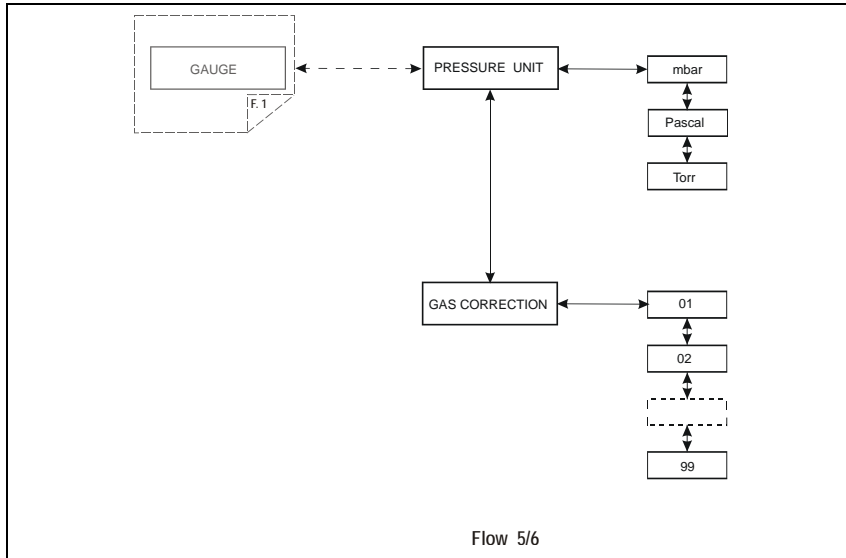 GAUGE
F. 1
PRESSURE UNIT
mbar
Pascal
Torr
GAS CORRECTION
01
02
99
Flow 5/6